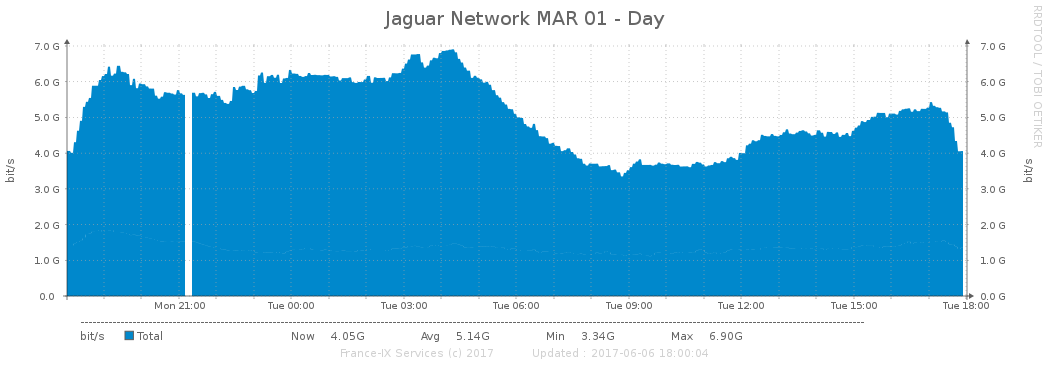 Jaguar Network MAR 01 - Day
RRDTOOL / TOBI OETIKER
7.0 G 7.0 G
6.0 G 6.0 G
5.0 G 5.0 G
4.0 G 4.0 G
3.0 G 3.0 G
2.0 G 2.0 G
1.0 G 1.0 G
0.0 0.0 G
bit/s
bit/s
Mon 21:00 Tue 00:00 Tue 03:00 Tue 06:00 Tue 09:00 Tue 12:00 Tue 15:00 Tue 18:00
bit/s Total Now 4.05G Avg 5.14G Min 3.34G Max 6.90G
France-IX Services (c) 2017 Updated : 2017-06-06 18:00:04